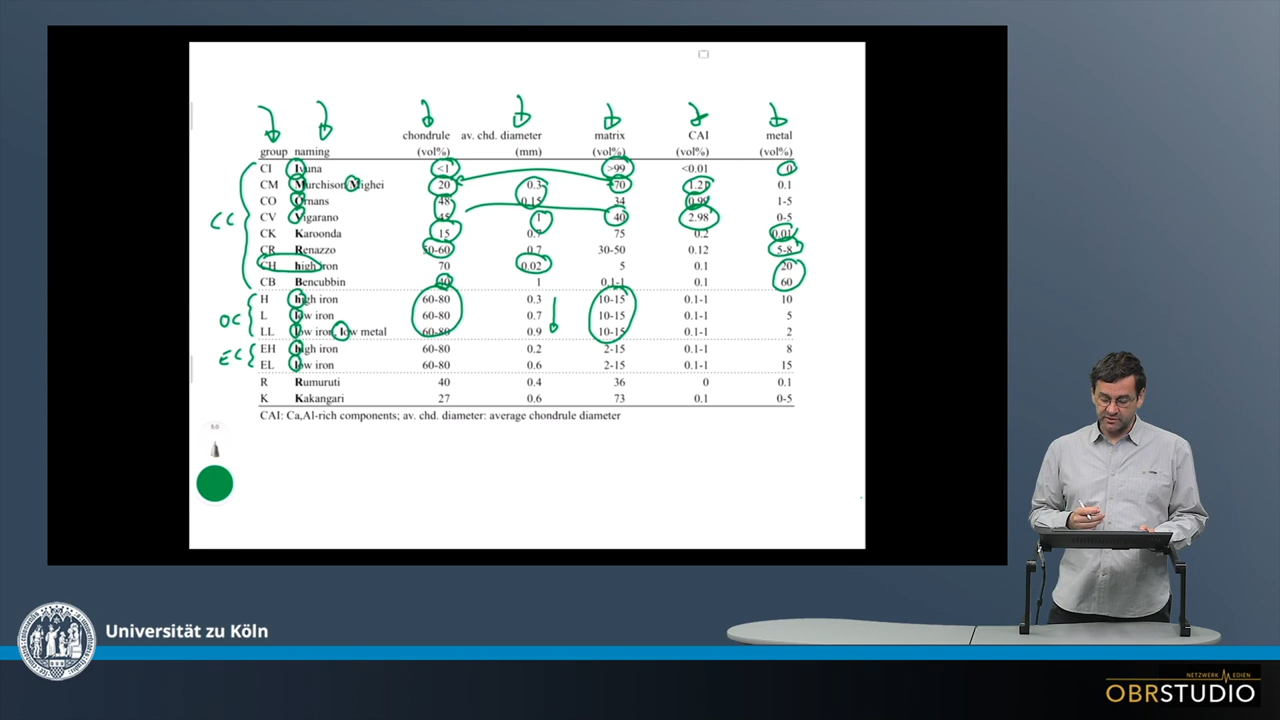 chondrule av. chd. diameter matrix CAI metal
group naming (vol%) (mm) (vol%) (vol%) (vol%)
CI Ivuna <1 >99 <0.01 0
CM Murchison Mighei 20 0.3 70 1.21 0.1
CO Ornans 48 0.15 34 0.99 1-5
CV Vigarano 45 1 40 2.98 0-5
CK Karoonda 15 0.7 75 0.2 0.01
CR Renazzo 50-60 0.7 30-50 0.12 5-8
CH high iron 70 0.02 5 0.1 20
CB Bencubbin 40 1 0.1-1 0.1 60
H high iron 60-80 0.3 10-15 0.1-1 10
L low iron 60-80 0.7 10-15 0.1-1 5
LL low iron, low metal 60-80 0.9 10-15 0.1-1 2
EH high iron 60-80 0.2 2-15 0.1-1 8
EL low iron 60-80 0.6 2-15 0.1-1 15
R Rumuruti 40 0.4 36 0 0.1
K Kakangari 27 0.6 73 0.1 0-5
CAI: Ca,Al-rich components; av. chd. diameter: average chondrule diameter
CC
OC
EC
5.0
Universität zu Köln
NETZWERK MEDIEN
OBRSTUDIO